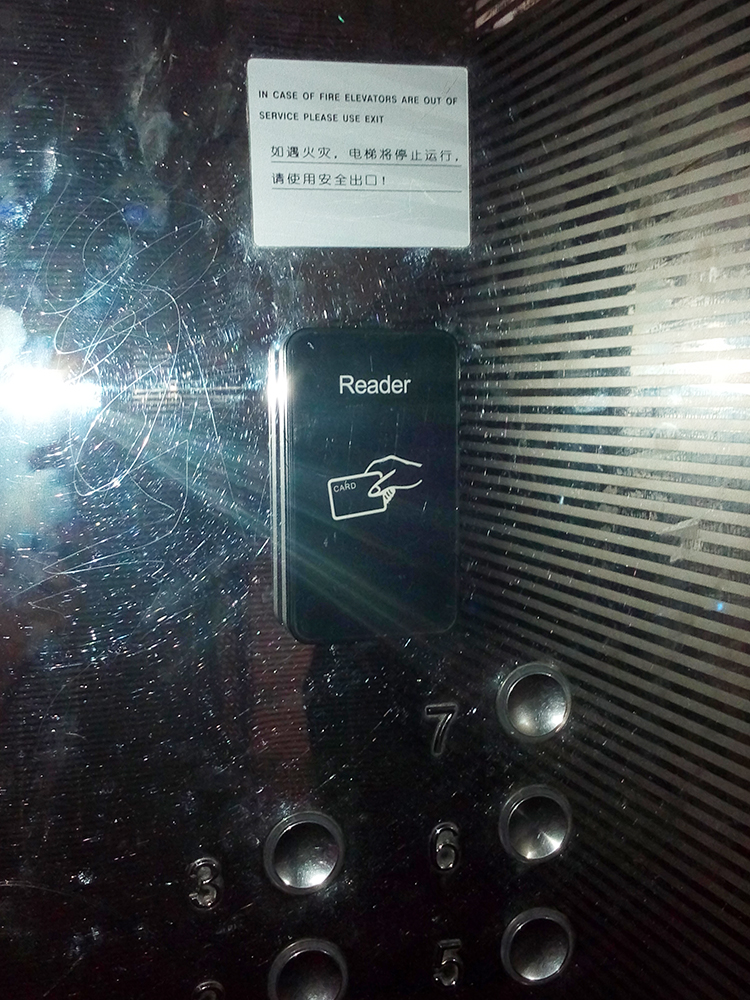 IN CASE OF FIRE ELEVATORS ARE OUT OF
SERVICE PLEASE USE EXIT
如遇火灾，电梯将停止运行，
请使用安全出口！
Reader
CARD
7
3
6
5